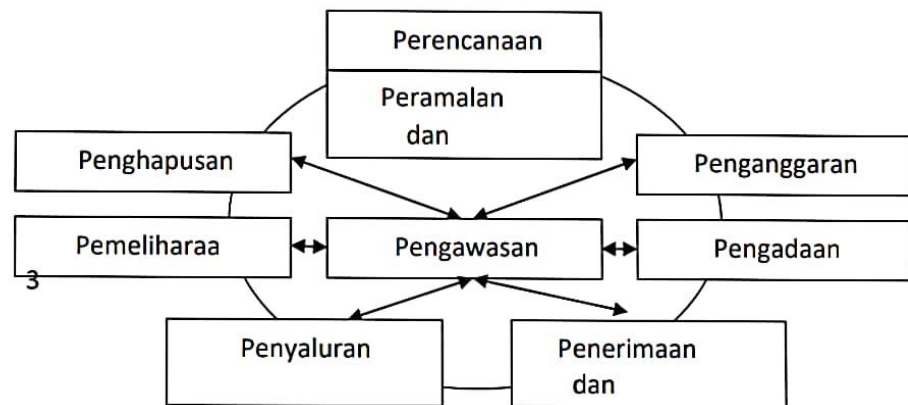 Perencanaan
Peramalan
dan
Penghapusan
Penganggaran
Pemeliharaa
Pengawasan
Pengadaan
3
Penyaluran
Penerimaan
dan